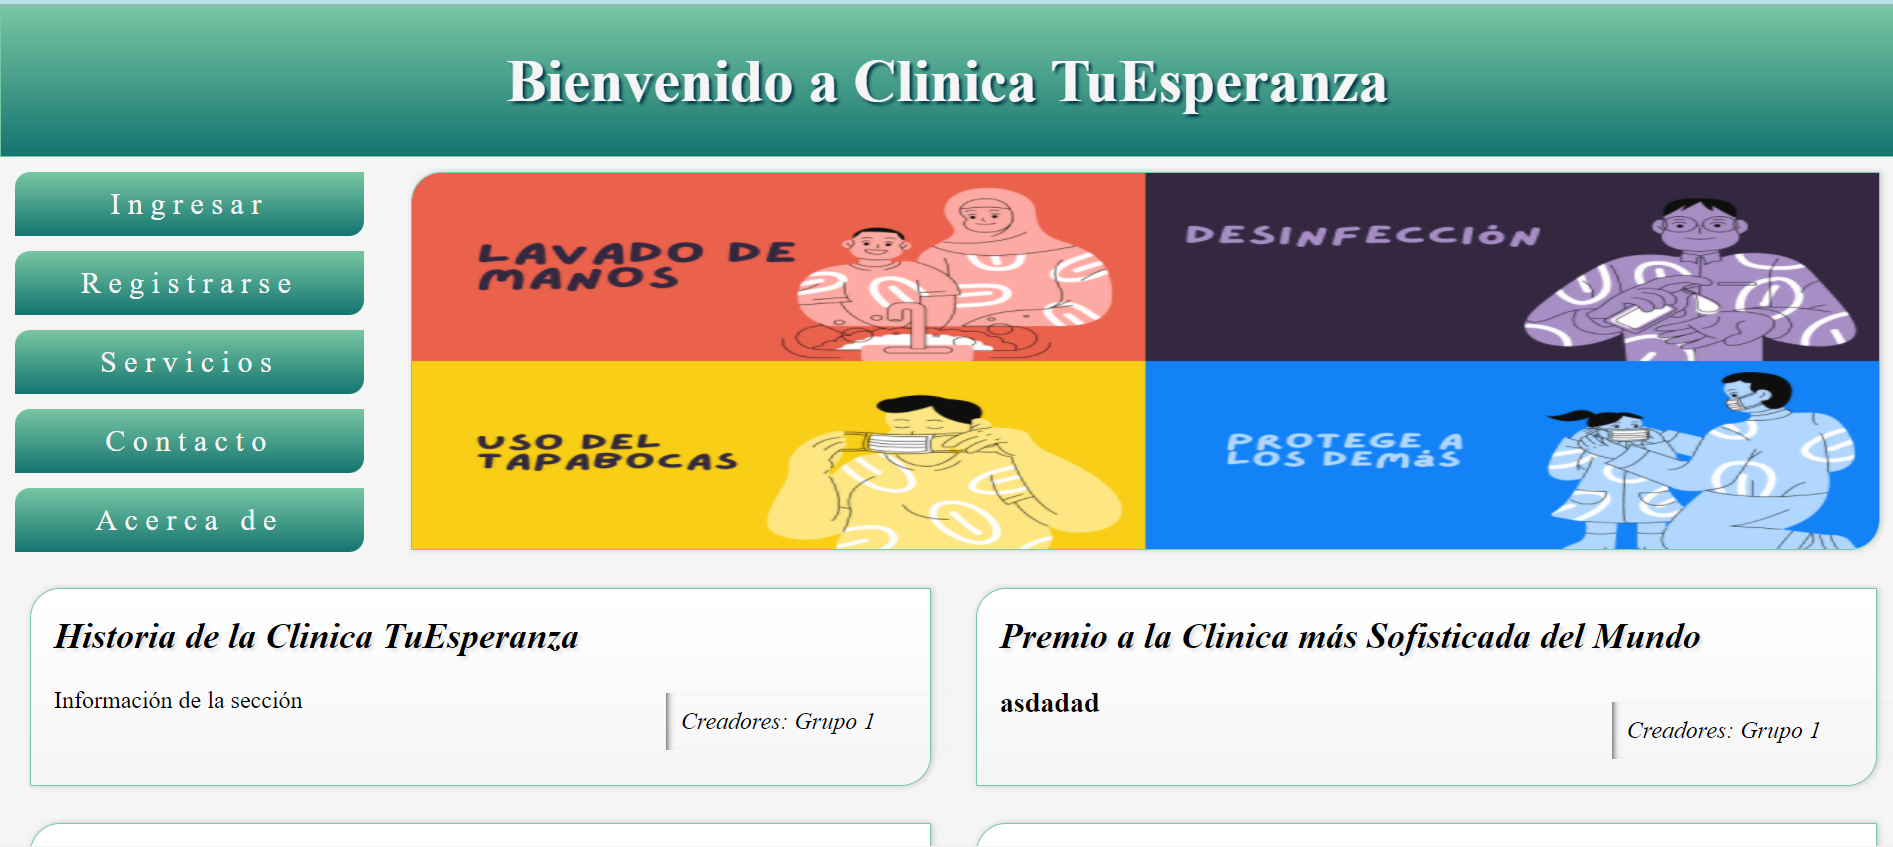 Bienvenido a Clinica TuEsperanza
Ingresar
Registrarse
Servicios
Contacto
Acerca de
LAVADO DE
MANOS
DESINFECCIÓN
USO DEL
TAPABOCAS
PROTEGE A
LOS DEMÁS
Historia de la Clinica TuEsperanza
Información de la sección
Creadores: Grupo 1
Premio a la Clinica más Sofisticada del Mundo
asdadad
Creadores: Grupo 1